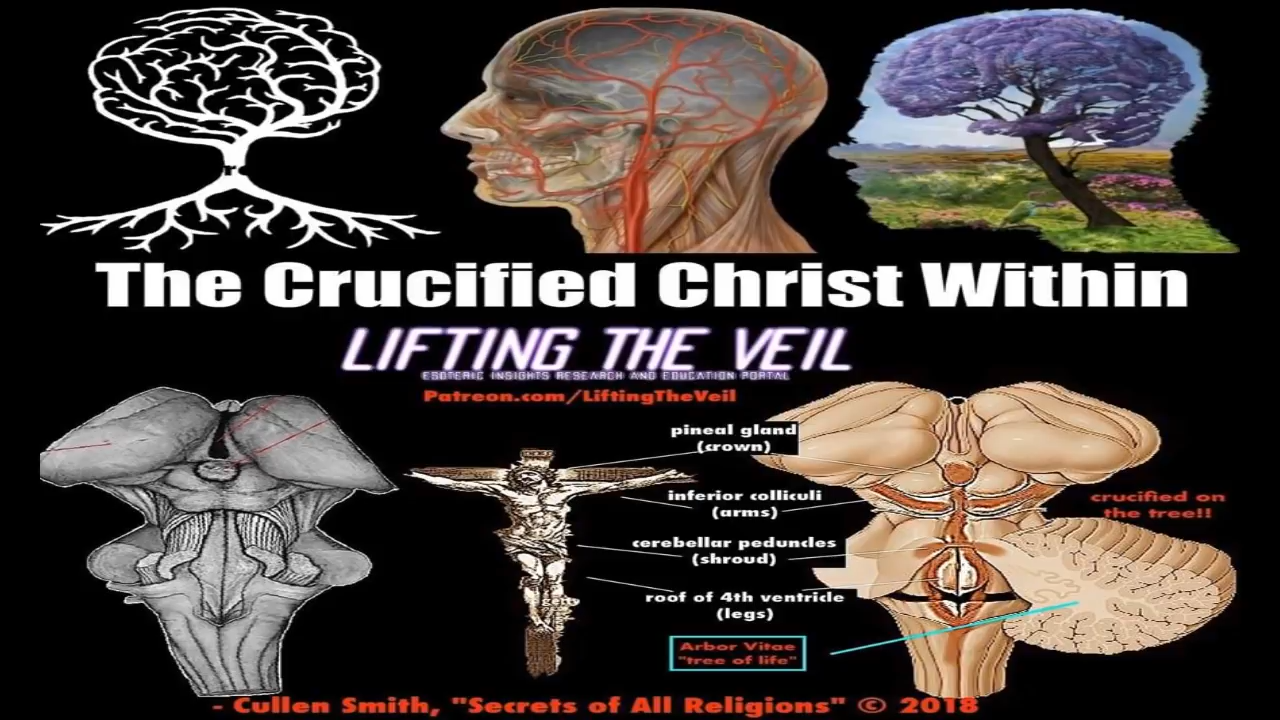 The Crucified Christ Within
LIFTING THE VEIL
ESOTERIC INSIGHTS RESEARCH AND EDUCATION PORTAL
Patreon.com/LiftingTheVeil
pineal gland
(crown)
inferior colliculi
(arms)
crucified on
the tree!!
cerebellar peduncles
(shroud)
roof of 4th ventricle
(legs)
Arbor Vitae
"tree of life"
- Cullen Smith, "Secrets of All Religions" © 2018